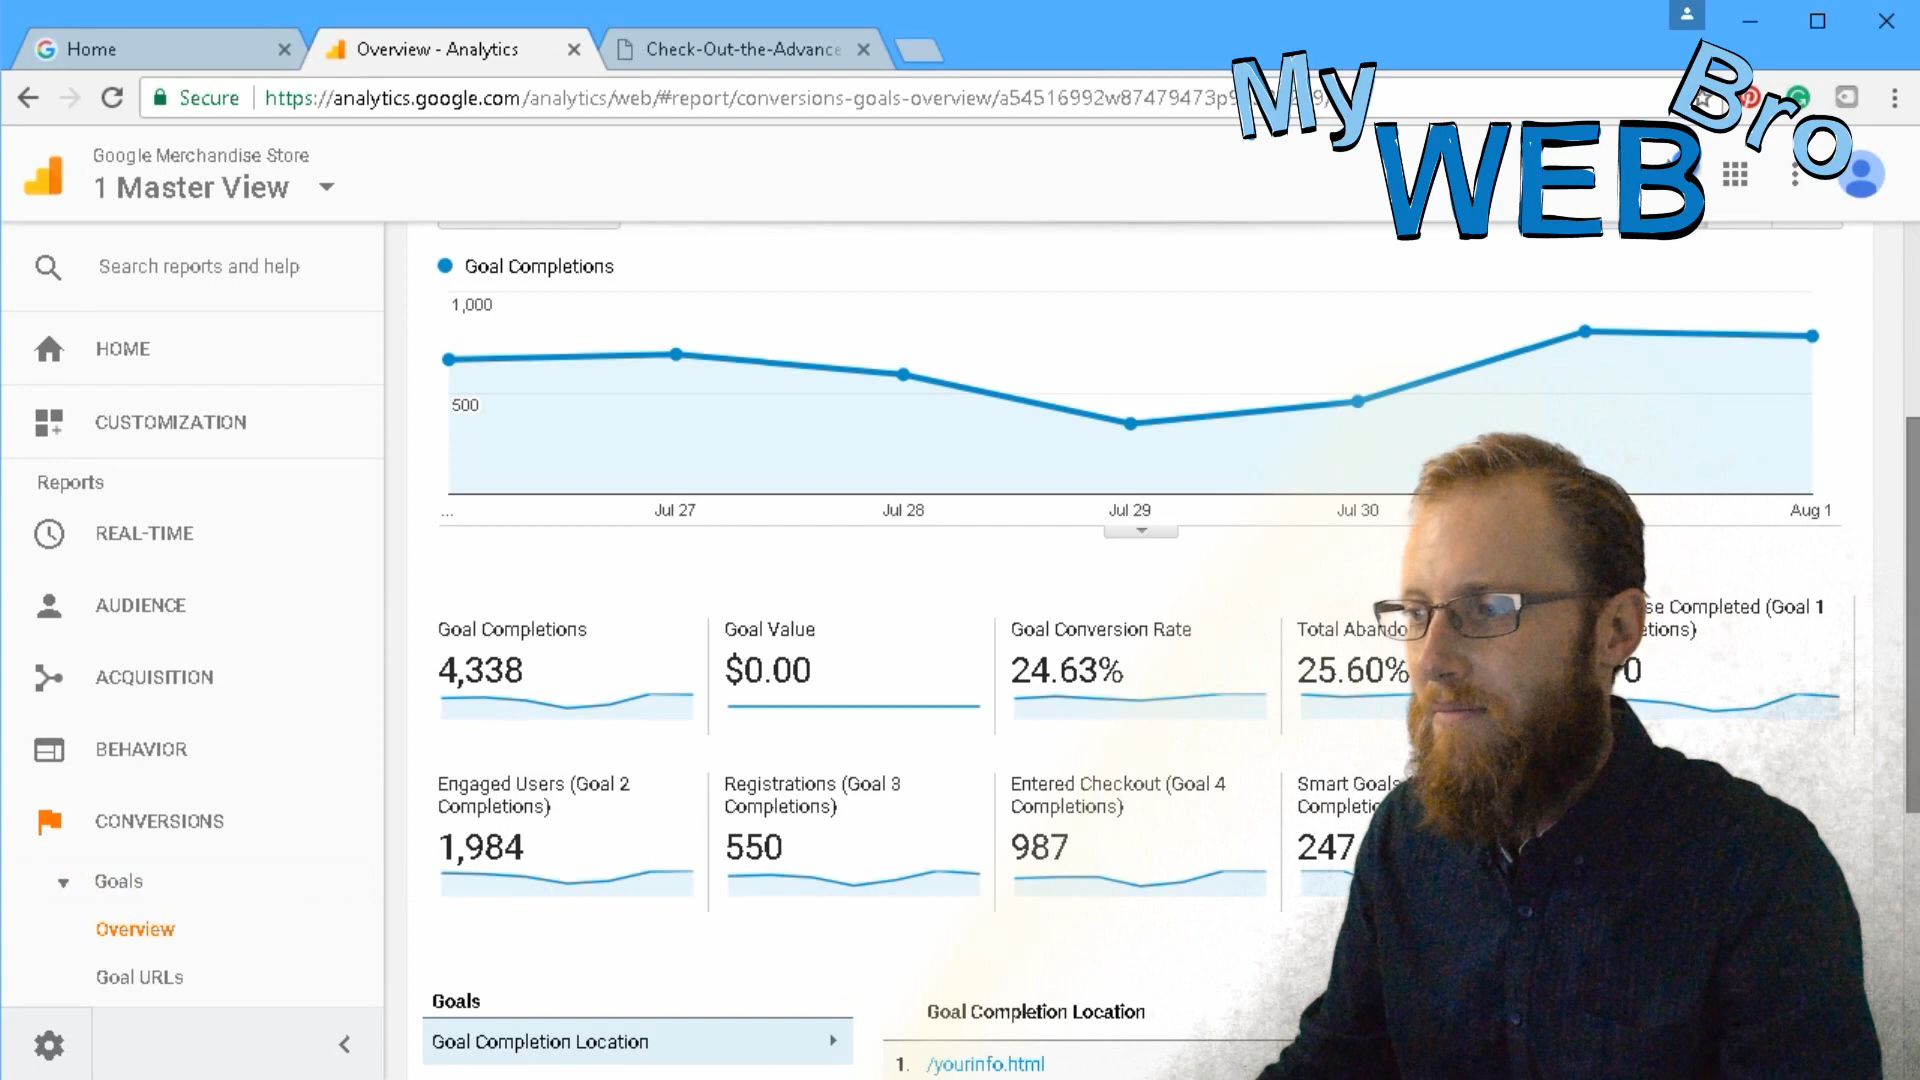 Home
Overview - Analytics
Check-Out-the-Advance
Secure
https://analytics.google.com/analytics/web/#report/conversions-goals-overview/a54516992w87479473p9
My
WEB
Bro
Google Merchandise Store
1 Master View
Search reports and help
HOME
CUSTOMIZATION
Reports
REAL-TIME
AUDIENCE
ACQUISITION
BEHAVIOR
CONVERSIONS
Goals
Overview
Goal URLs
Goal Completions
1,000
500
... Jul 27 Jul 28 Jul 29 Jul 30 Aug 1
Goal Completions
4,338
Goal Value
$0.00
Goal Conversion Rate
24.63%
Total Abando
25.60%
se Completed (Goal 1
etions)
0
Engaged Users (Goal 2
Completions)
1,984
Registrations (Goal 3
Completions)
550
Entered Checkout (Goal 4
Completions)
987
Smart Goals
Completi
247
Goals
Goal Completion Location
Goal Completion Location
1. /yourinfo.html